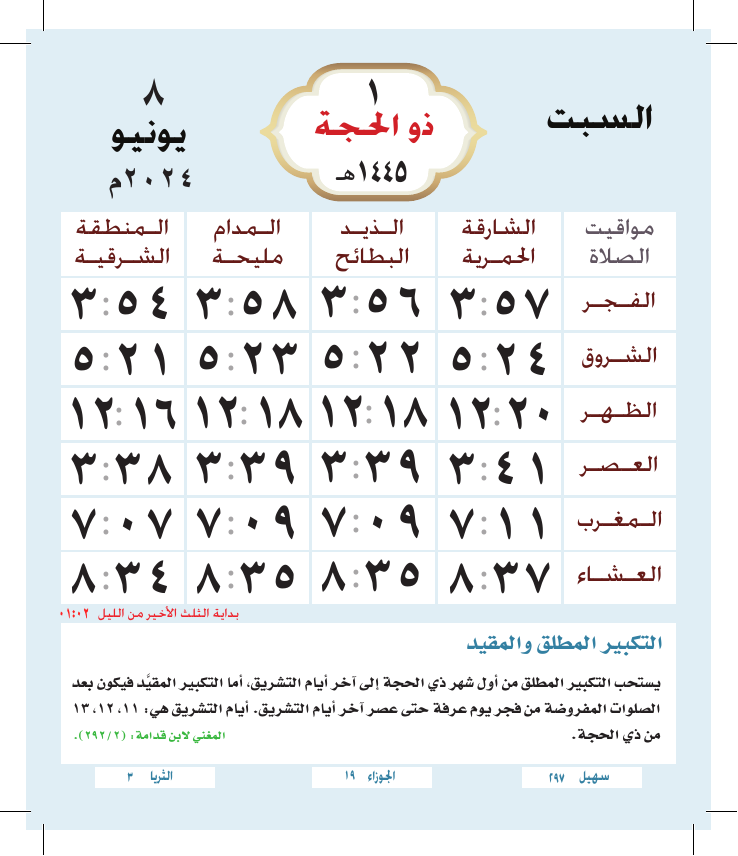 السبت
١
ذو الحجة
١٤٤٥هـ
٨
يونيو
٢٠٢٤م
مواقيت الصلاة | الشارقة الحمرية | الذيد البطائح | المدام مليحة | المنطقة الشرقية
الفجر ٣:٥٧ ٣:٥٦ ٣:٥٨ ٣:٥٤
الشروق ٥:٢٤ ٥:٢٢ ٥:٢٣ ٥:٢١
الظهر ١٢:٢٠ ١٢:١٨ ١٢:١٨ ١٢:١٦
العصر ٣:٤١ ٣:٣٩ ٣:٣٩ ٣:٣٨
المغرب ٧:١١ ٧:٠٩ ٧:٠٩ ٧:٠٧
العشاء ٨:٣٧ ٨:٣٥ ٨:٣٥ ٨:٣٤
بداية الثلث الأخير من الليل ٠١:٠٢
التكبير المطلق والمقيد
يستحب التكبير المطلق من أول شهر ذي الحجة إلى آخر أيام التشريق، أما التكبير المقيَّد فيكون بعد
الصلوات المفروضة من فجر يوم عرفة حتى عصر آخر أيام التشريق. أيام التشريق هي: ١١، ١٢، ١٣
من ذي الحجة. المغني لابن قدامة: (٢/ ٢٩٢).
سهيل ٢٩٧ الجوزاء ١٩ الثريا ٣